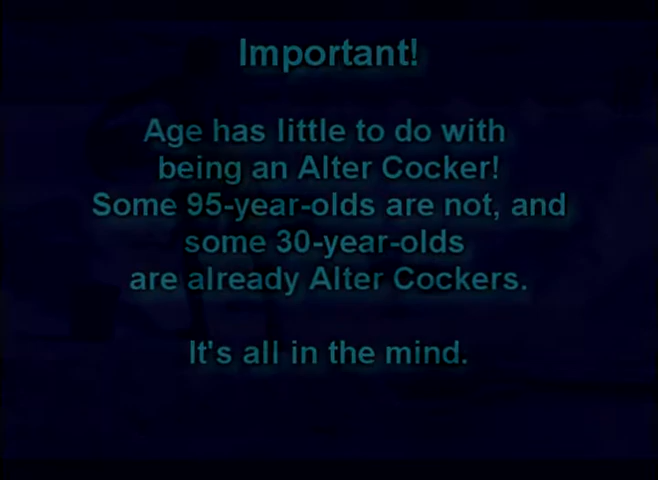 Important!
Age has little to do with
being an Alter Cocker!
Some 95-year-olds are not, and
some 30-year-olds
are already Alter Cockers.
It's all in the mind.